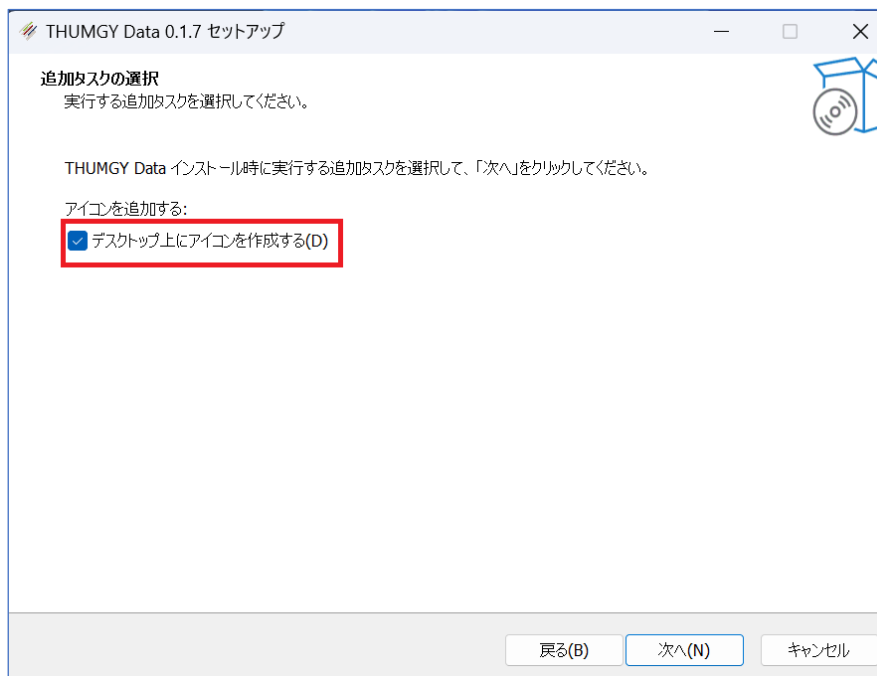 THUMGY Data 0.1.7 セットアップ
追加タスクの選択
実行する追加タスクを選択してください。
THUMGY Data インストール時に実行する追加タスクを選択して、「次へ」をクリックしてください。
アイコンを追加する:
デスクトップ上にアイコンを作成する(D)
戻る(B) 次へ(N) キャンセル